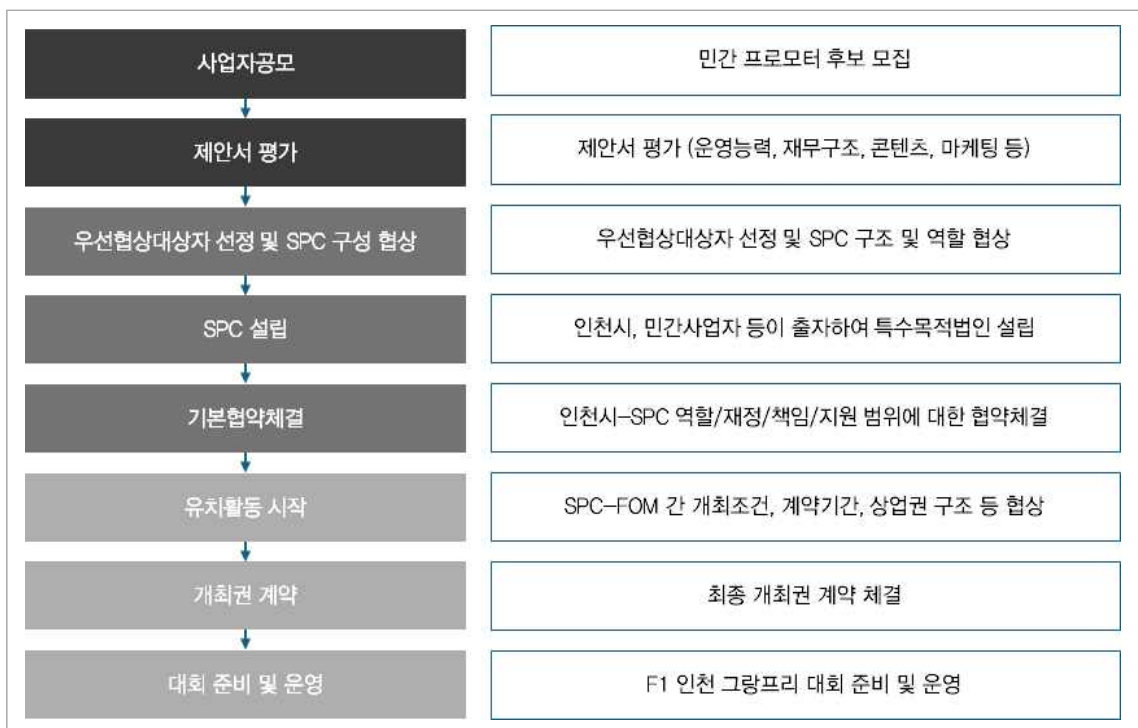 사업자공모
민간 프로모터 후보 모집
제안서 평가
제안서 평가 (운영능력, 재무구조, 콘텐츠, 마케팅 등)
우선협상대상자 선정 및 SPC 구성 협상
우선협상대상자 선정 및 SPC 구조 및 역할 협상
SPC 설립
인천시, 민간사업자 등이 출자하여 특수목적법인 설립
기본협약체결
인천시–SPC 역할/재정/책임/지원 범위에 대한 협약체결
유치활동 시작
SPC–FOM 간 개최조건, 계약기간, 상업권 구조 등 협상
개최권 계약
최종 개최권 계약 체결
대회 준비 및 운영
F1 인천 그랑프리 대회 준비 및 운영